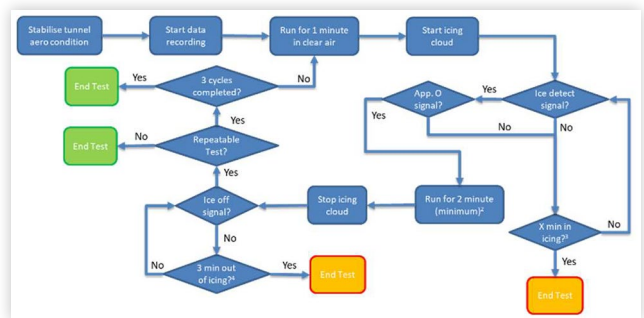 Stabilise tunnel
aero condition
Start data
recording
Run for 1 minute
in clear air
Start icing
cloud
End Test
Yes
3 cycles
completed?
No
App. O
signal?
Yes
Ice detect
signal?
Yes
Yes
No
No
End Test
No
Repeatable
Test?
Yes
Ice off
signal?
Stop icing
cloud
Run for 2 minute
(minimum)²
X min in
icing?³
No
No
No
3 min out
of icing?⁴
Yes
End Test
Yes
End Test